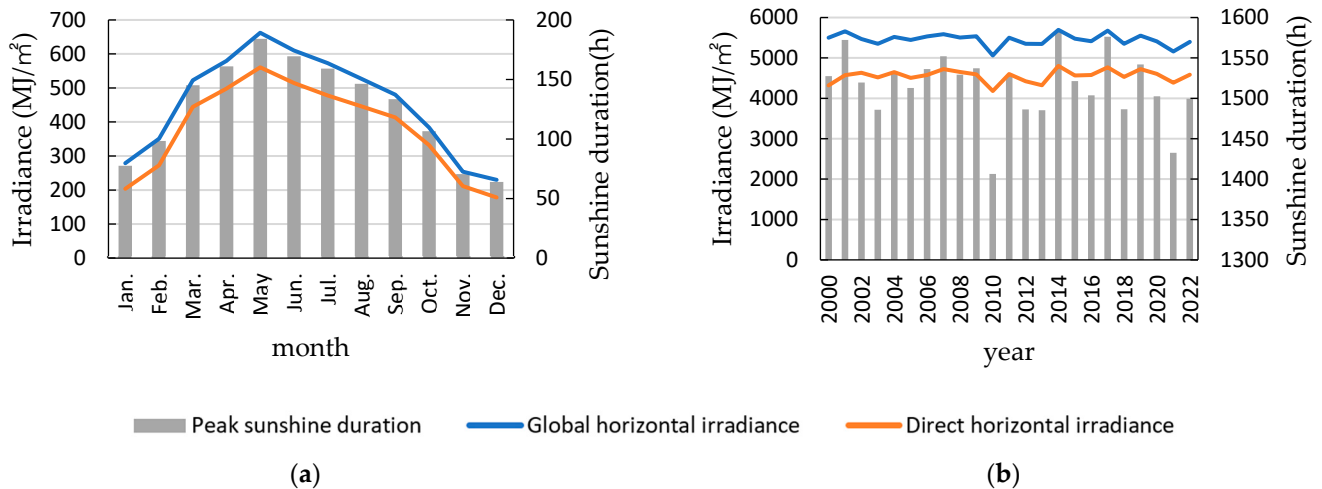 Irradiance (MJ/㎡)
700
600
500
400
300
200
100
0
200
150
100
50
0
Sunshine duration(h)
Jan.
Feb.
Mar.
Apr.
May
Jun.
Jul.
Aug.
Sep.
Oct.
Nov.
Dec.
month
Irradiance (MJ/㎡)
6000
5000
4000
3000
2000
1000
0
1600
1550
1500
1450
1400
1350
1300
Sunshine duration(h)
2000
2002
2004
2006
2008
2010
2012
2014
2016
2018
2020
2022
year
Peak sunshine duration Global horizontal irradiance Direct horizontal irradiance
(a) (b)